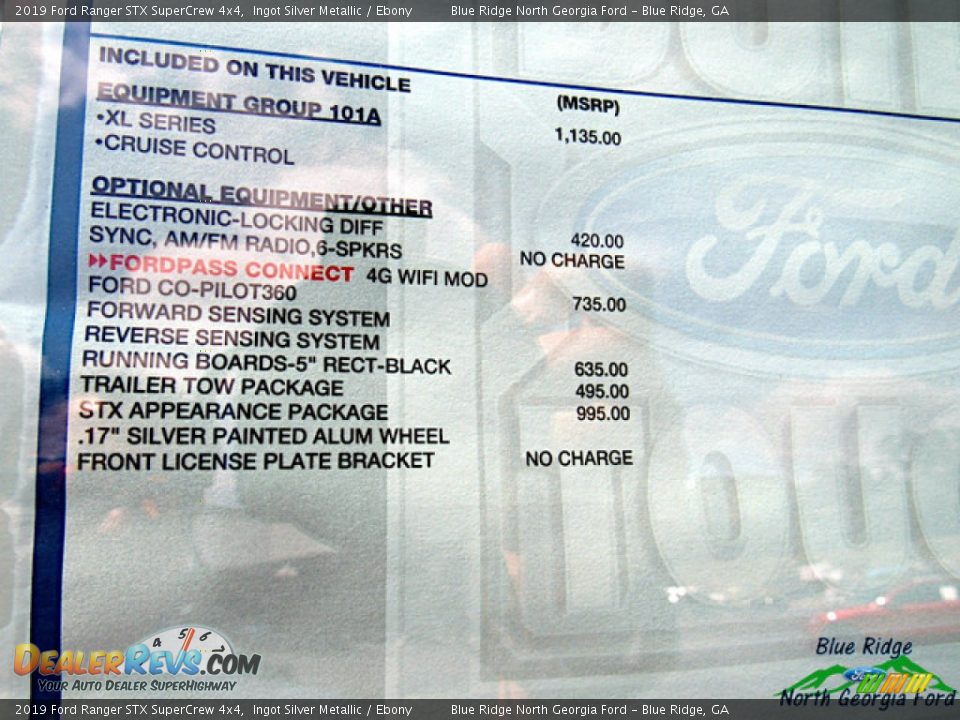 2019 Ford Ranger STX SuperCrew 4x4, Ingot Silver Metallic / Ebony Blue Ridge North Georgia Ford - Blue Ridge, GA
INCLUDED ON THIS VEHICLE
(MSRP)
EQUIPMENT GROUP 101A 1,135.00
•XL SERIES
•CRUISE CONTROL
OPTIONAL EQUIPMENT/OTHER
ELECTRONIC-LOCKING DIFF 420.00
SYNC, AM/FM RADIO,6-SPKRS NO CHARGE
FORDPASS CONNECT 4G WIFI MOD
FORD CO-PILOT360 735.00
FORWARD SENSING SYSTEM
REVERSE SENSING SYSTEM
RUNNING BOARDS-5" RECT-BLACK 635.00
TRAILER TOW PACKAGE 495.00
STX APPEARANCE PACKAGE 995.00
.17" SILVER PAINTED ALUM WHEEL
FRONT LICENSE PLATE BRACKET NO CHARGE
Ford
4 5 6
DEALERREVS.COM
YOUR AUTO DEALER SUPERHIGHWAY
Blue Ridge
North Georgia Ford
2019 Ford Ranger STX SuperCrew 4x4, Ingot Silver Metallic / Ebony Blue Ridge North Georgia Ford - Blue Ridge, GA